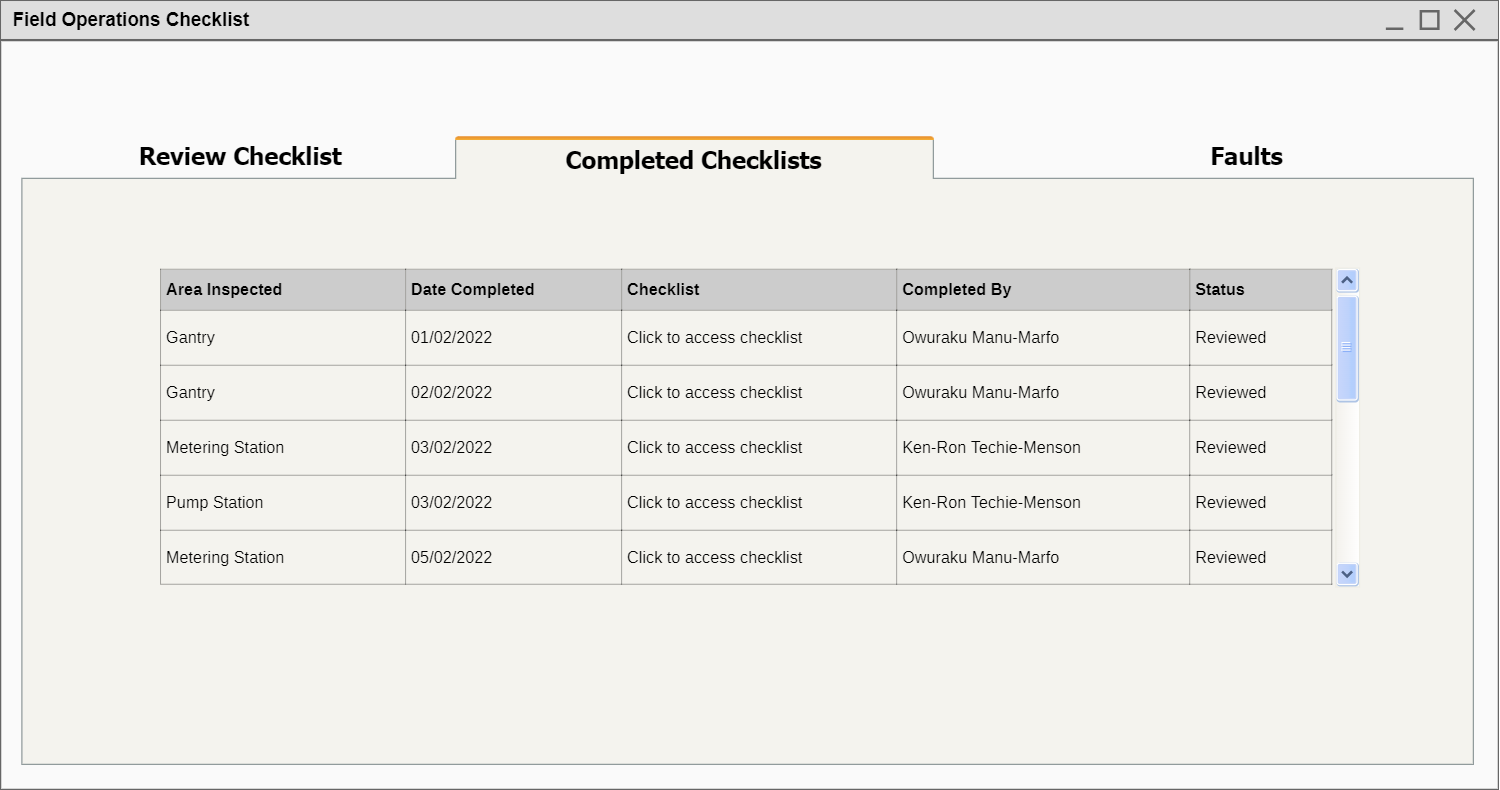 Field Operations Checklist
Review Checklist Completed Checklists Faults
Area Inspected Date Completed Checklist Completed By Status
Gantry 01/02/2022 Click to access checklist Owuraku Manu-Marfo Reviewed
Gantry 02/02/2022 Click to access checklist Owuraku Manu-Marfo Reviewed
Metering Station 03/02/2022 Click to access checklist Ken-Ron Techie-Menson Reviewed
Pump Station 03/02/2022 Click to access checklist Ken-Ron Techie-Menson Reviewed
Metering Station 05/02/2022 Click to access checklist Owuraku Manu-Marfo Reviewed